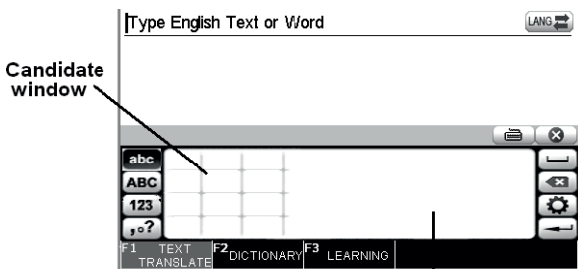 Type English Text or Word
LANG
Candidate
window
abc
ABC
123
,.?
F1 TEXT
TRANSLATE
F2 DICTIONARY
F3 LEARNING